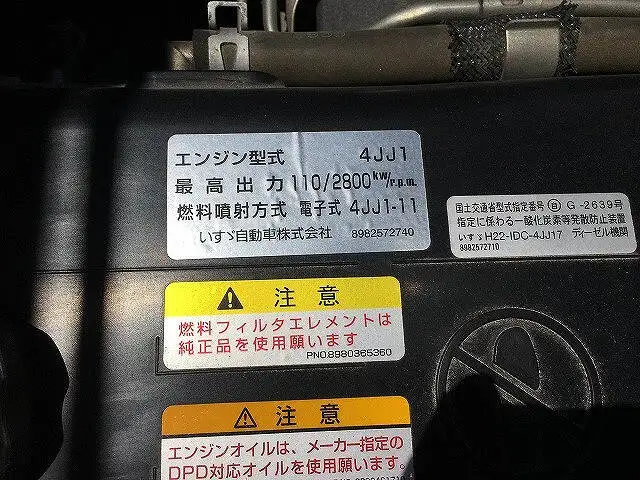 エンジン型式 4JJ1
最高出力 110/2800kW/r.p.m.
燃料噴射方式 電子式 4JJ1-11
いすゞ自動車株式会社 8982572740
国土交通省型式指定番号 Ⓑ G-2639号
指定に係わる一酸化炭素等発散防止装置
いすゞH22-IDC-4JJ17 ディーゼル機関
8982572710
注意
燃料フィルタエレメントは
純正品を使用願います
PNO.8980365360
注意
エンジンオイルは、メーカー指定の
DPD対応オイルを使用願います。